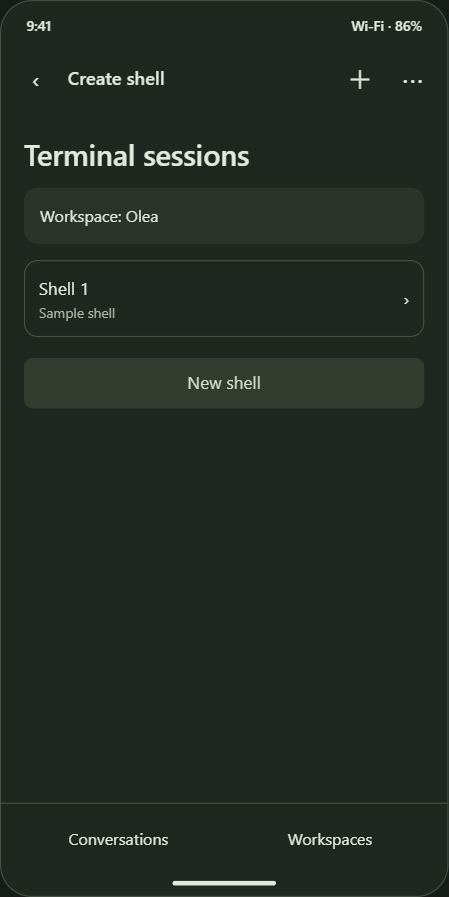 9:41
Wi-Fi · 86%
‹ Create shell + ...
Terminal sessions
Workspace: Olea
Shell 1
Sample shell
›
New shell
Conversations
Workspaces